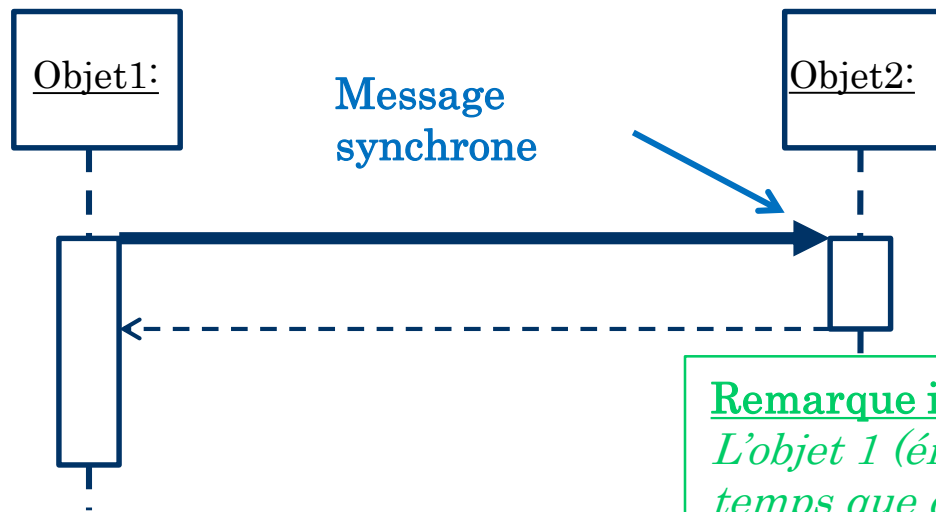 Objet1:
Objet2:
Message
synchrone
Remarque
L'objet 1
temps que